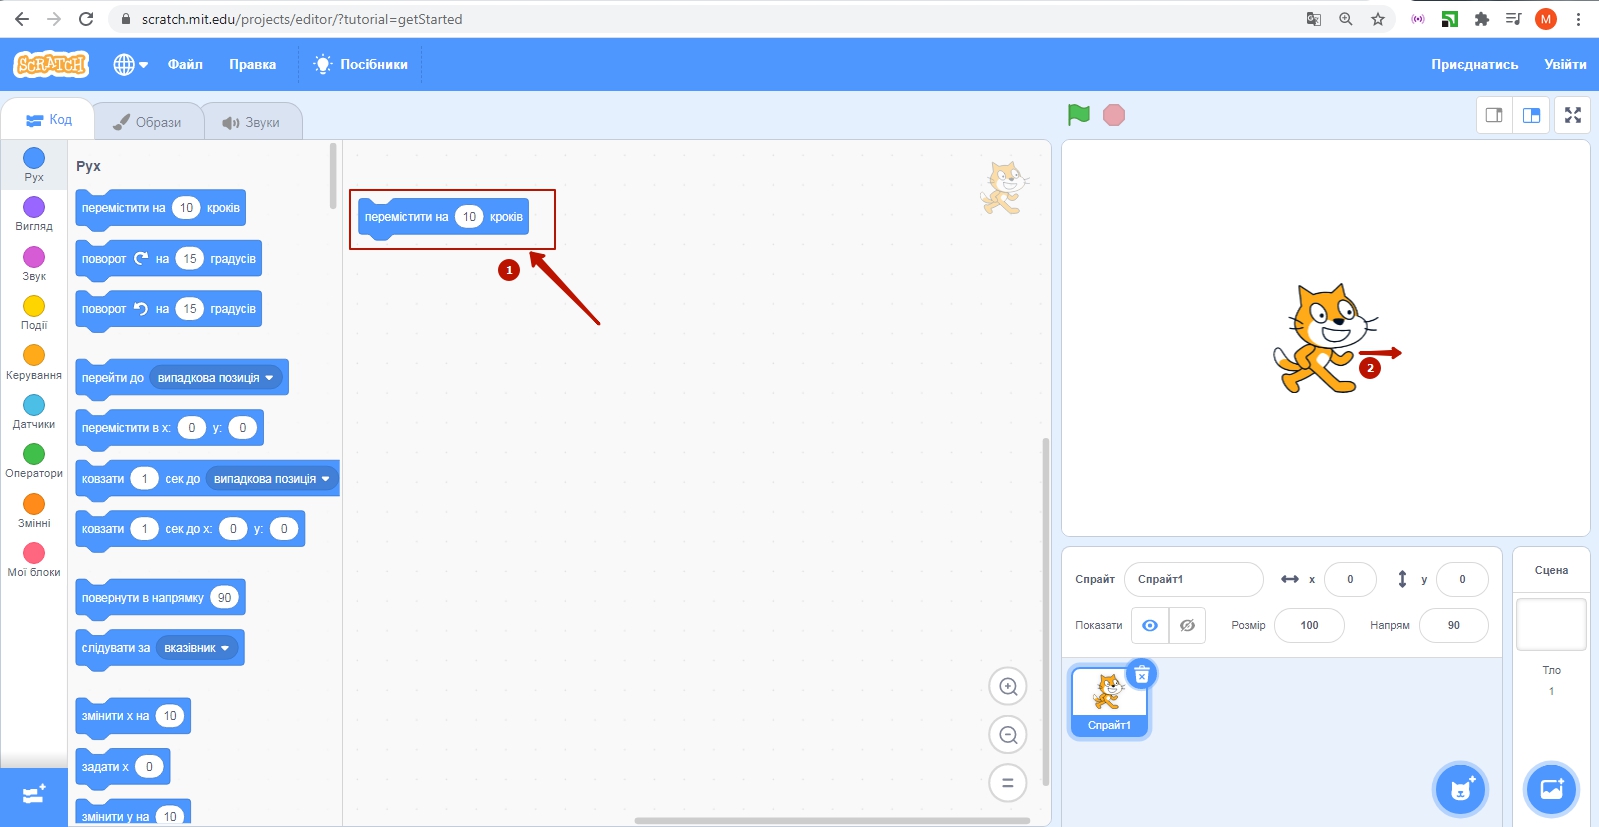 scratch.mit.edu/projects/editor/?tutorial=getStarted
M
SCRATCH
Файл
Правка
Посібники
Приєднатись
Увійти
Код
Образи
Звуки
Рух
Вигляд
Звук
Події
Керування
Датчики
Оператори
Змінні
Мої блоки
Рух
перемістити на 10 кроків
поворот на 15 градусів
поворот на 15 градусів
перейти до випадкова позиція
перемістити в x: 0 y: 0
ковзати 1 сек до випадкова позиція
ковзати 1 сек до x: 0 y: 0
повернути в напрямку 90
слідувати за вказівник
змінити x на 10
задати x 0
змінити y на 10
перемістити на 10 кроків
1
2
Спрайт Спрайт1 x 0 y 0
Показати Розмір 100 Напрям 90
Спрайт1
Сцена
Тло
1